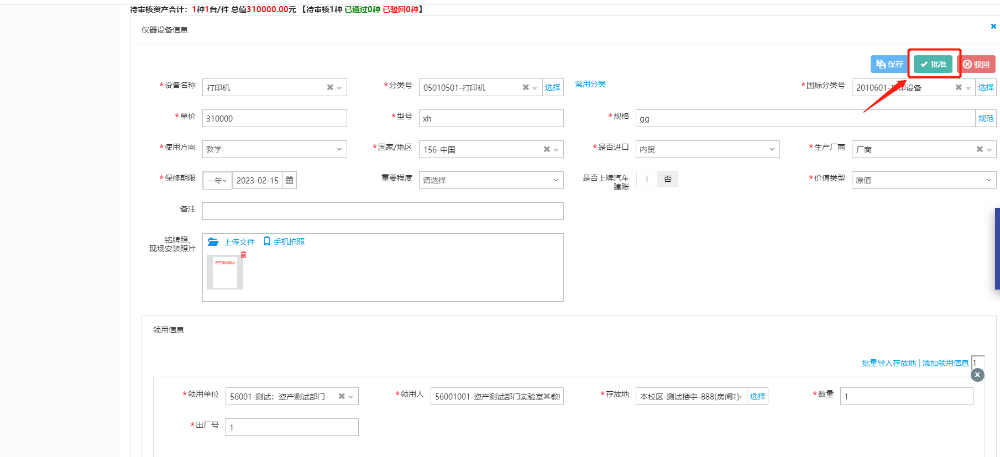 待审核资产合计：1种1台/件 总值310000.00元 【待审核1种 已通过0种 已驳回0种】
仪器设备信息
保存 批准 驳回
*设备名称 打印机 *分类号 05010501-打印机 选择 常用分类 *国标分类号 2010601-打印设备 选择
*单价 310000 *型号 xh *规格 gg 规范
*使用方向 教学 *国家/地区 156-中国 *是否进口 内贸 *生产厂商 厂商
*保修期限 一年 2023-02-15 重要程度 请选择 是否上牌汽车 否 *价值类型 原值
建账
备注
铭牌照、 上传文件 手机拍照
现场安装照片
资产实物照片
领用信息
批量导入存放地 | 添加领用信息 1
*领用单位 56001-测试：资产测试部门 *领用人 56001001-资产测试部门实验室 *存放地 本校区-测试楼宇-888(房间1) 选择 *数量 1
*出厂号 1